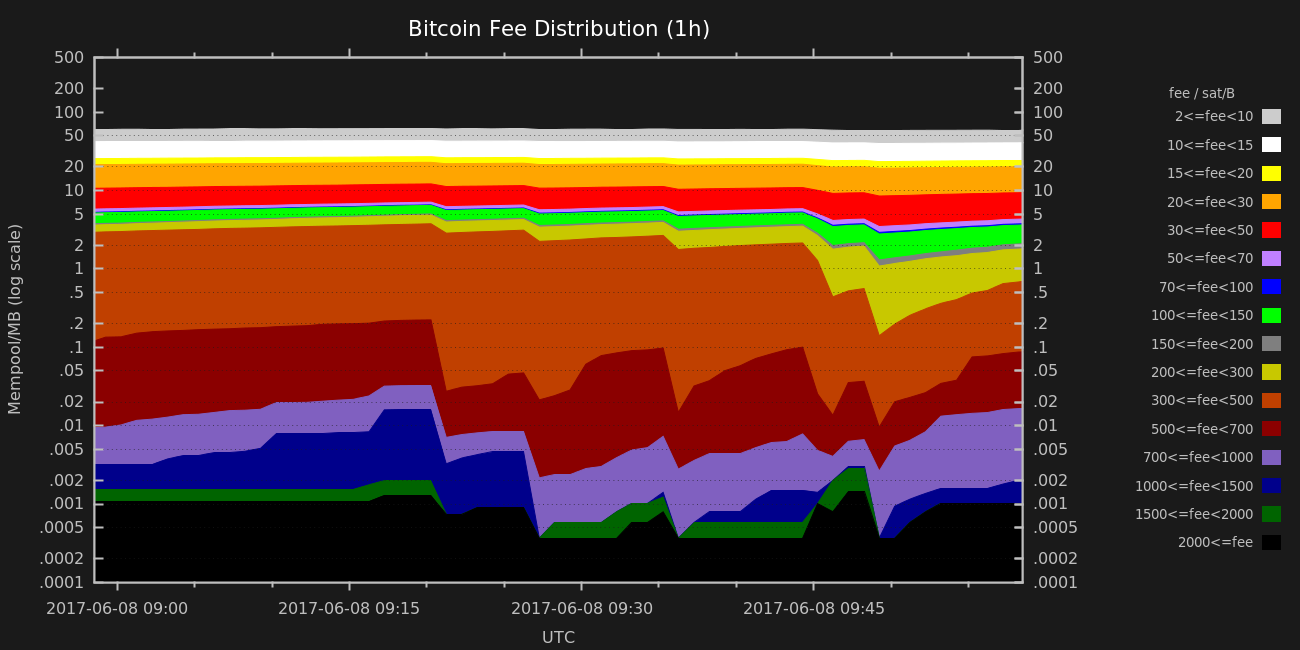 Bitcoin Fee Distribution (1h)
Mempool/MB (log scale)
500
200
100
50
20
10
5
2
1
.5
.2
.1
.05
.02
.01
.005
.002
.001
.0005
.0002
.0001
500
200
100
50
20
10
5
2
1
.5
.2
.1
.05
.02
.01
.005
.002
.001
.0005
.0002
.0001
2017-06-08 09:00 2017-06-08 09:15 2017-06-08 09:30 2017-06-08 09:45
UTC
fee / sat/B
2<=fee<10
10<=fee<15
15<=fee<20
20<=fee<30
30<=fee<50
50<=fee<70
70<=fee<100
100<=fee<150
150<=fee<200
200<=fee<300
300<=fee<500
500<=fee<700
700<=fee<1000
1000<=fee<1500
1500<=fee<2000
2000<=fee